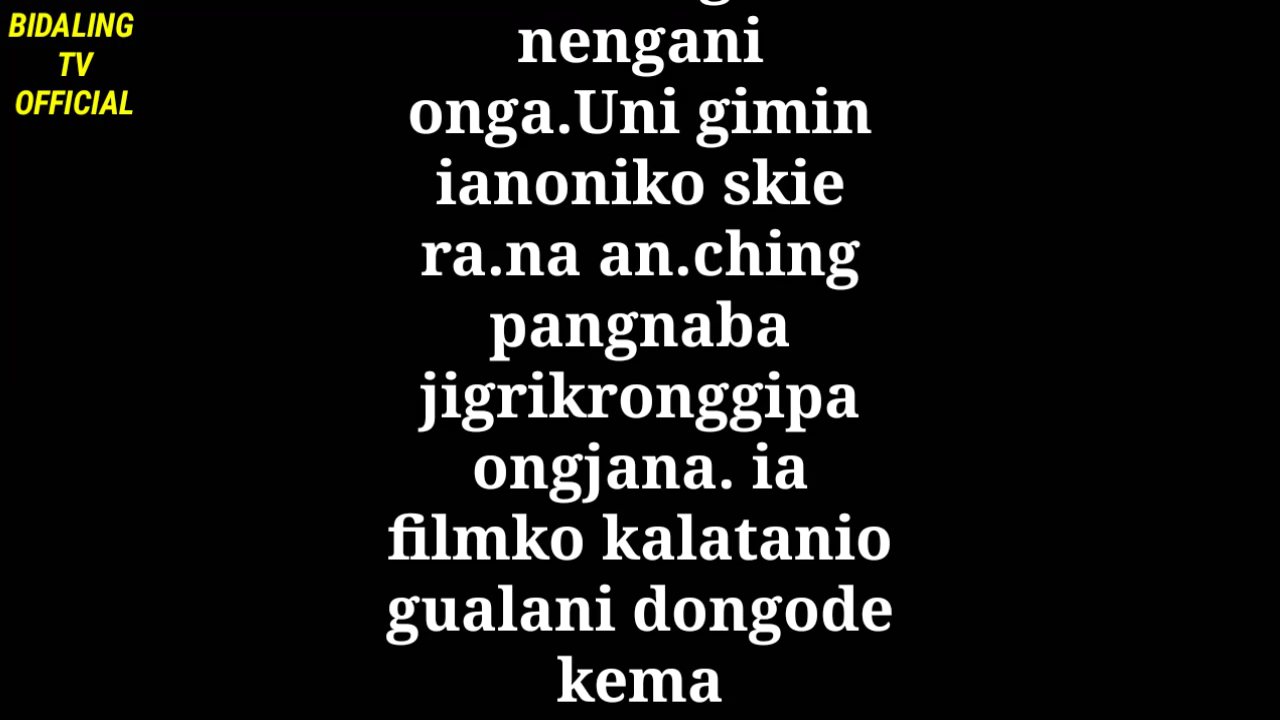 BIDALING
TV
OFFICIAL
nengani
onga.Uni gimin
ianoniko skie
ra.na an.ching
pangnaba
jigrikronggipa
ongjana. ia
filmko kalatanio
gualani dongode
kema